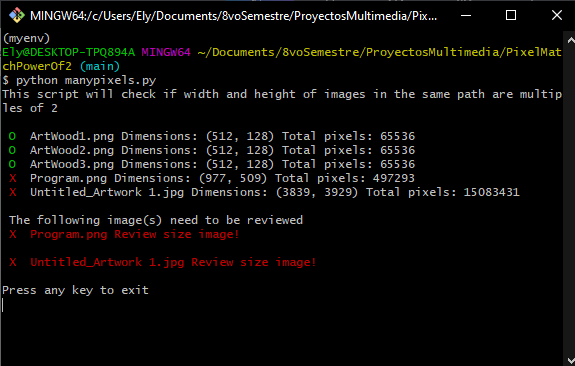 MINGW64:/c/Users/Ely/Documents/8voSemestre/ProyectosMultimedia/Pix...
(myenv)
Ely@DESKTOP-TPQ894A MINGW64 ~/Documents/8voSemestre/ProyectosMultimedia/PixelMat
chPowerOf2 (main)
$ python manypixels.py
This script will check if width and height of images in the same path are multip
les of 2
O ArtWood1.png Dimensions: (512, 128) Total pixels: 65536
O ArtWood2.png Dimensions: (512, 128) Total pixels: 65536
O ArtWood3.png Dimensions: (512, 128) Total pixels: 65536
X Program.png Dimensions: (977, 509) Total pixels: 497293
X Untitled_Artwork 1.jpg Dimensions: (3839, 3929) Total pixels: 15083431
The following image(s) need to be reviewed
X Program.png Review size image!
X Untitled_Artwork 1.jpg Review size image!
Press any key to exit